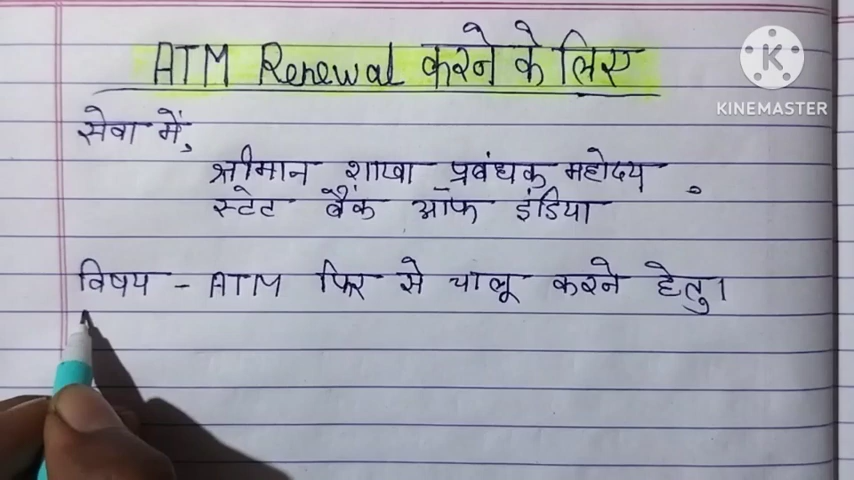 ATM Renewal करने के लिए
K
KINEMASTER
सेवा में,
श्रीमान शाखा प्रबंधक महोदय
स्टेट बैंक ऑफ इंडिया
विषय - ATM फिर से चालू करने हेतु।